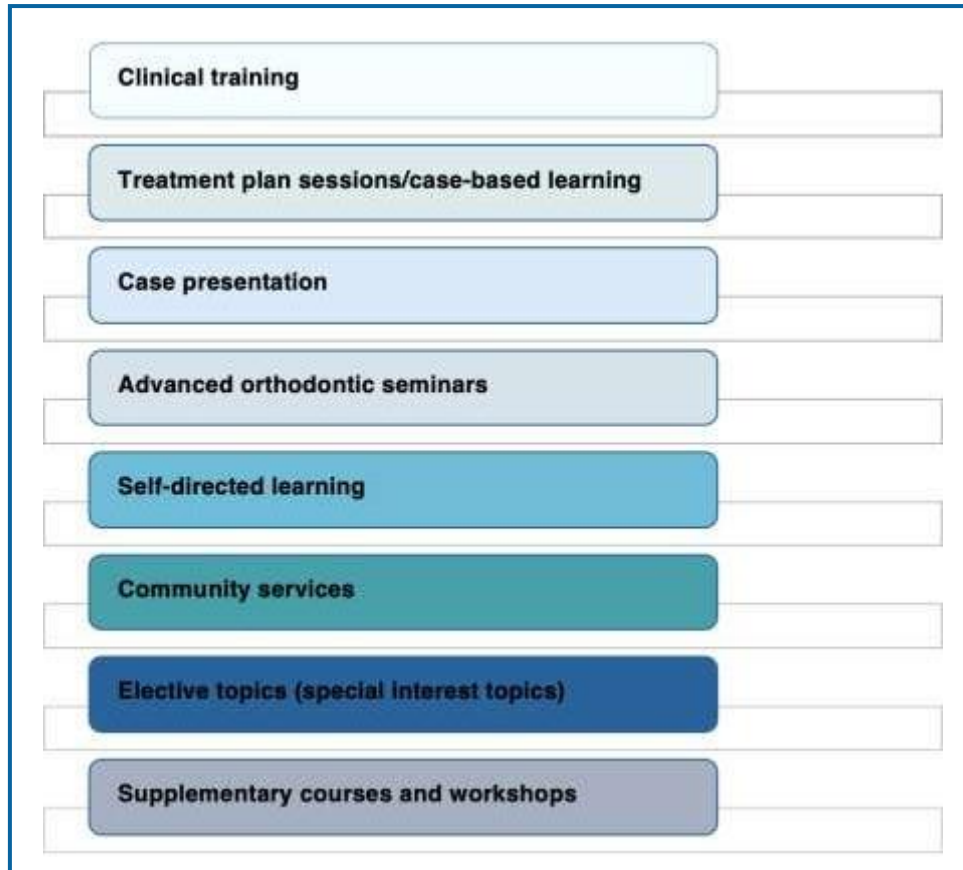 Clinical training
Treatment plan sessions/case-based learning
Case presentation
Advanced orthodontic seminars
Self-directed learning
Community services
Elective topics (special interest topics)
Supplementary courses and workshops